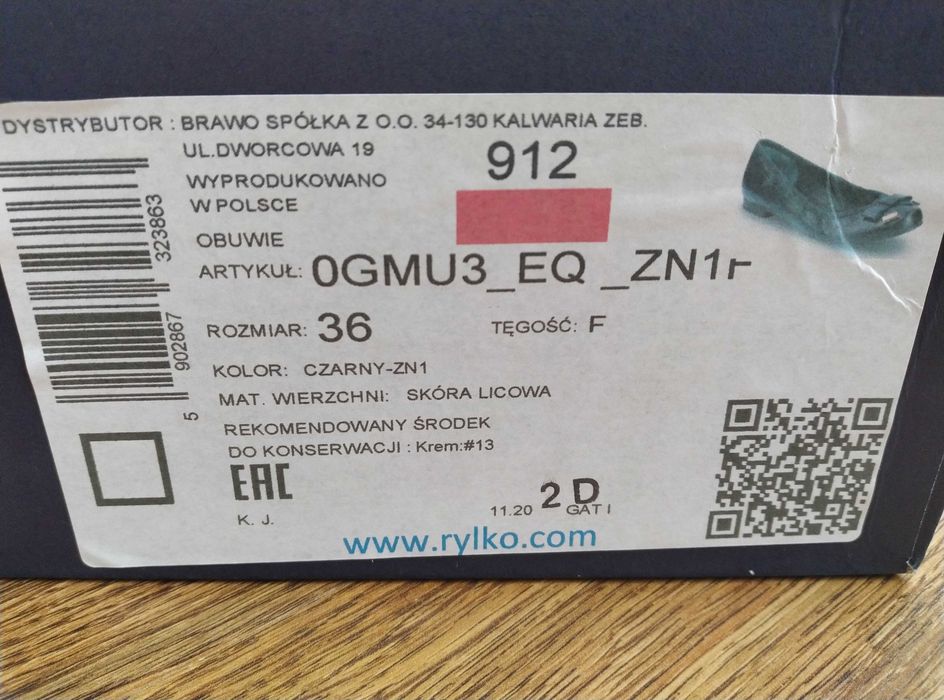 DYSTRYBUTOR : BRAWO SPÓŁKA Z O.O. 34-130 KALWARIA ZEB.
UL.DWORCOWA 19
912
WYPRODUKOWANO
W POLSCE
OBUWIE
ARTYKUŁ: 0GMU3_EQ _ZN1F
ROZMIAR: 36 TĘGOŚĆ: F
KOLOR: CZARNY-ZN1
MAT. WIERZCHNI: SKÓRA LICOWA
REKOMENDOWANY ŚRODEK
DO KONSERWACJI : Krem:#13
EAC
K. J.
11.20 2 D
GAT I
www.rylko.com
5 902867 323863